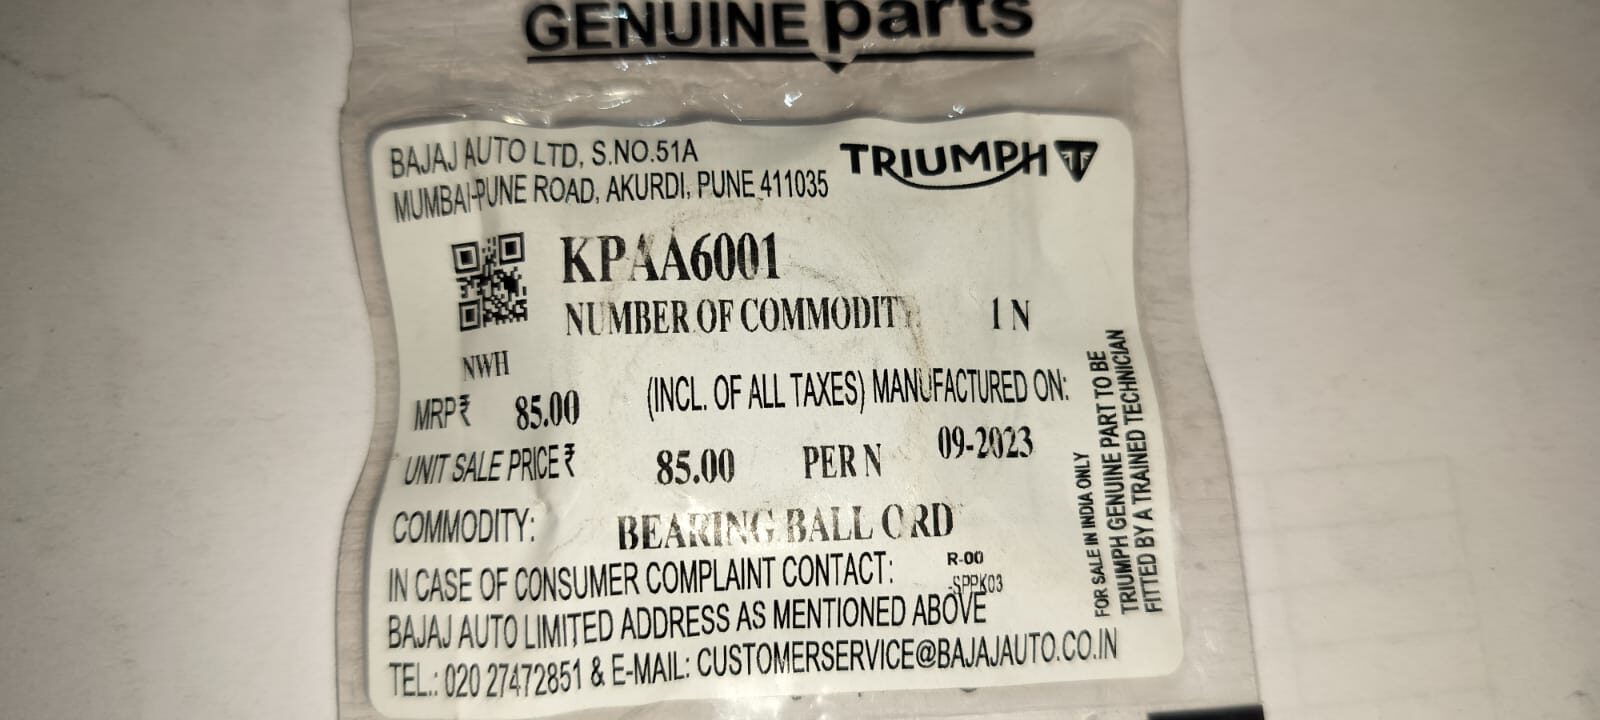 GENUINE parts
BAJAJ AUTO LTD, S.NO.51A
MUMBAI-PUNE ROAD, AKURDI, PUNE 411035
TRIUMPH
KPAA6001
NUMBER OF COMMODITY 1 N
NWH
MRP ₹ 85.00 (INCL. OF ALL TAXES) MANUFACTURED ON:
UNIT SALE PRICE ₹ 85.00 PER N 09-2023
COMMODITY: BEARING BALL CRD
IN CASE OF CONSUMER COMPLAINT CONTACT: R-00
-SPPK03
BAJAJ AUTO LIMITED ADDRESS AS MENTIONED ABOVE
TEL.: 020 27472851 & E-MAIL: CUSTOMERSERVICE@BAJAJAUTO.CO.IN
FOR SALE IN INDIA ONLY
TRIUMPH GENUINE PART TO BE
FITTED BY A TRAINED TECHNICIAN